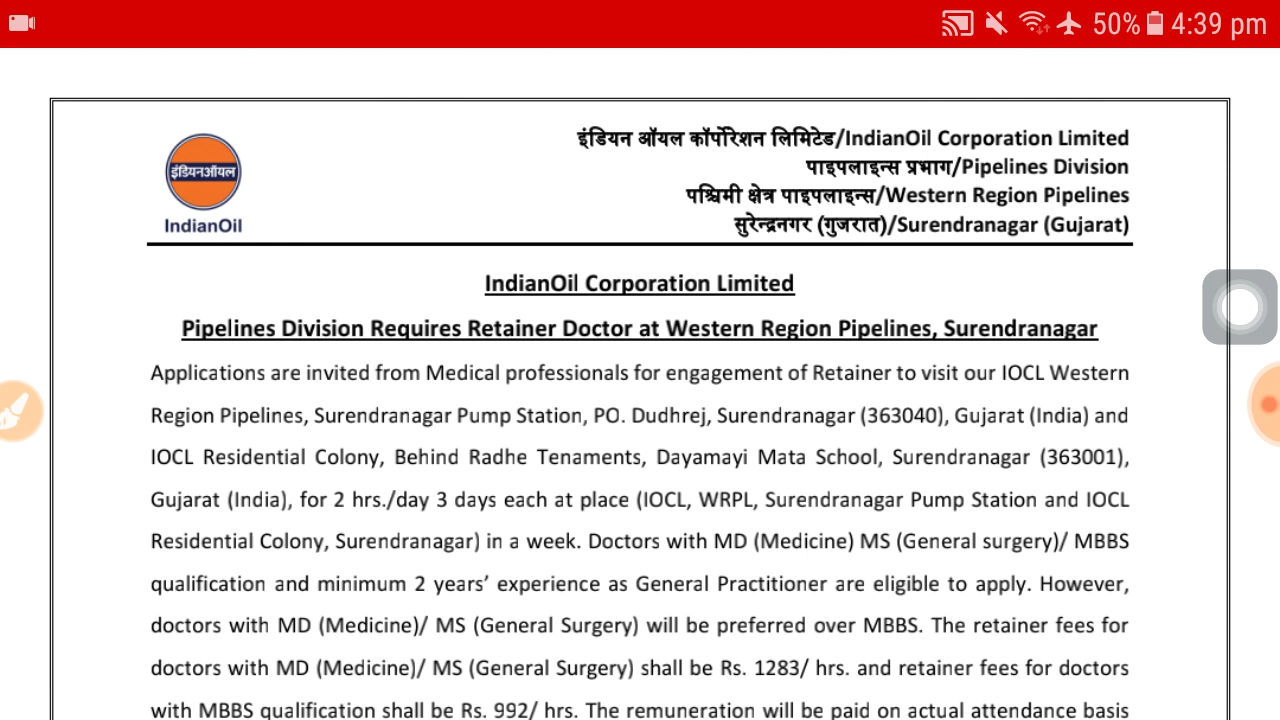 50% 4:39 pm
इंडियन ऑयल कॉर्पोरेशन लिमिटेड/IndianOil Corporation Limited
पाइपलाइन्स प्रभाग/Pipelines Division
पश्चिमी क्षेत्र पाइपलाइन्स/Western Region Pipelines
सुरेन्द्रनगर (गुजरात)/Surendranagar (Gujarat)
इंडियनऑयल
IndianOil
IndianOil Corporation Limited
Pipelines Division Requires Retainer Doctor at Western Region Pipelines, Surendranagar
Applications are invited from Medical professionals for engagement of Retainer to visit our IOCL Western
Region Pipelines, Surendranagar Pump Station, PO. Dudhrej, Surendranagar (363040), Gujarat (India) and
IOCL Residential Colony, Behind Radhe Tenaments, Dayamayi Mata School, Surendranagar (363001),
Gujarat (India), for 2 hrs./day 3 days each at place (IOCL, WRPL, Surendranagar Pump Station and IOCL
Residential Colony, Surendranagar) in a week. Doctors with MD (Medicine) MS (General surgery)/ MBBS
qualification and minimum 2 years’ experience as General Practitioner are eligible to apply. However,
doctors with MD (Medicine)/ MS (General Surgery) will be preferred over MBBS. The retainer fees for
doctors with MD (Medicine)/ MS (General Surgery) shall be Rs. 1283/ hrs. and retainer fees for doctors
with MBBS qualification shall be Rs. 992/ hrs. The remuneration will be paid on actual attendance basis